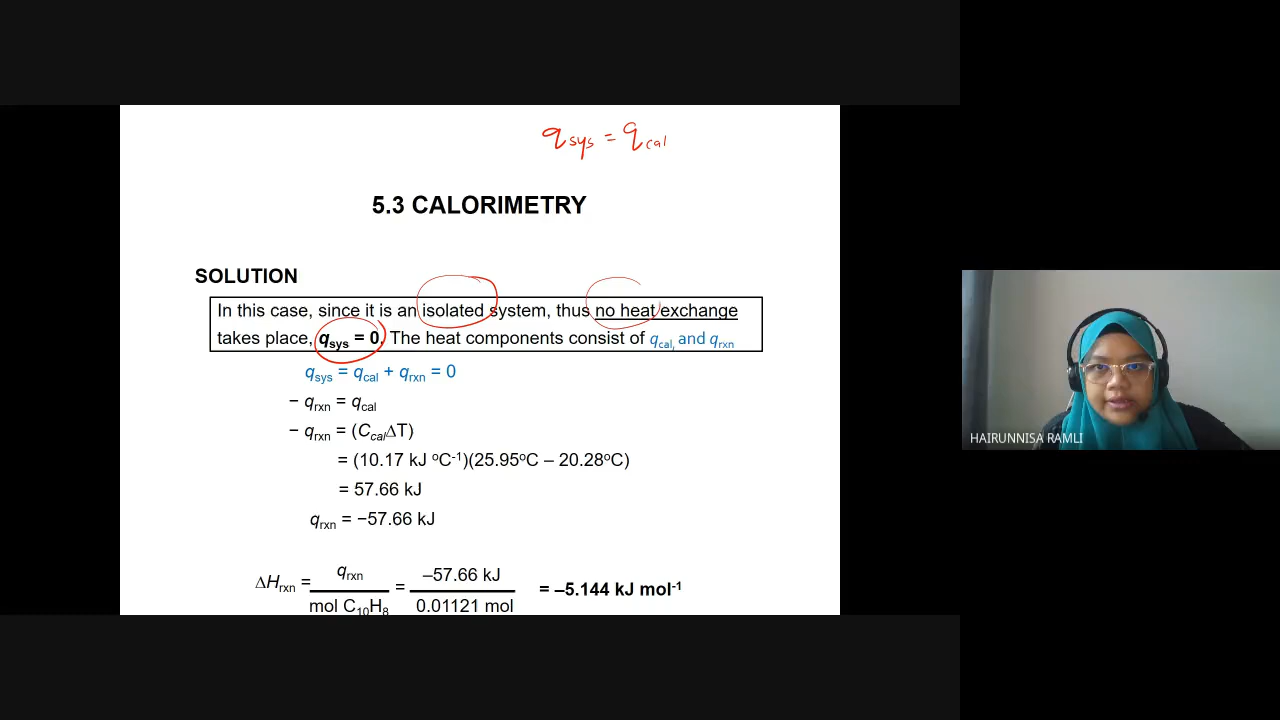 qsys = qcal
5.3 CALORIMETRY
SOLUTION
In this case, since it is an isolated system, thus no heat exchange
takes place, qsys = 0. The heat components consist of qcal, and qrxn
qsys = qcal + qrxn = 0
− qrxn = qcal
− qrxn = (CcalΔT)
= (10.17 kJ ºC-1)(25.95ºC – 20.28ºC)
= 57.66 kJ
qrxn = −57.66 kJ
ΔHrxn = qrxn / mol C10H8 = –57.66 kJ / 0.01121 mol = –5.144 kJ mol-1
HAIRUNNISA RAMLI